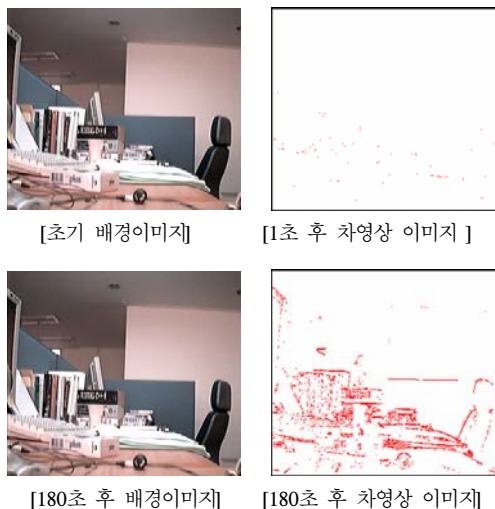 [초기 배경이미지]
[1초 후 차영상 이미지 ]
[180초 후 배경이미지]
[180초 후 차영상 이미지]